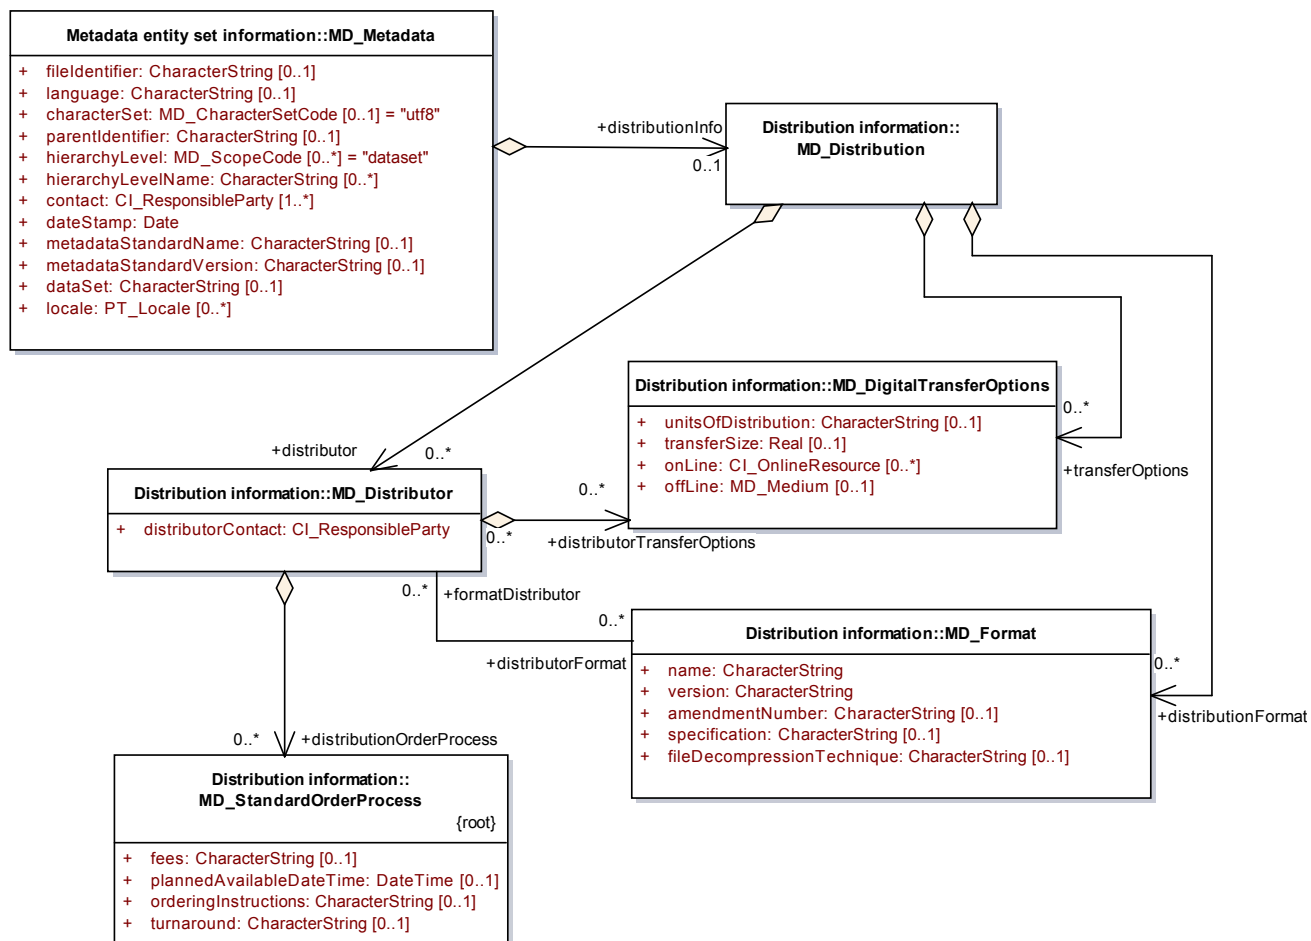 Metadata entity set information::MD_Metadata
+ fileIdentifier: CharacterString [0..1]
+ language: CharacterString [0..1]
+ characterSet: MD_CharacterSetCode [0..1] = "utf8"
+ parentIdentifier: CharacterString [0..1]
+ hierarchyLevel: MD_ScopeCode [0..*] = "dataset"
+ hierarchyLevelName: CharacterString [0..*]
+ contact: CI_ResponsibleParty [1..*]
+ dateStamp: Date
+ metadataStandardName: CharacterString [0..1]
+ metadataStandardVersion: CharacterString [0..1]
+ dataSet: CharacterString [0..1]
+ locale: PT_Locale [0..*]
+distributionInfo
0..1
Distribution information::
MD_Distribution
Distribution information::MD_DigitalTransferOptions
+ unitsOfDistribution: CharacterString [0..1]
+ transferSize: Real [0..1]
+ onLine: CI_OnlineResource [0..*]
+ offLine: MD_Medium [0..1]
0..*
+transferOptions
+distributor
0..*
Distribution information::MD_Distributor
+ distributorContact: CI_ResponsibleParty
0..*
0..*
+distributorTransferOptions
0..*
+formatDistributor
0..*
+distributorFormat
Distribution information::MD_Format
+ name: CharacterString
+ version: CharacterString
+ amendmentNumber: CharacterString [0..1]
+ specification: CharacterString [0..1]
+ fileDecompressionTechnique: CharacterString [0..1]
0..*
+distributionFormat
0..*
+distributionOrderProcess
Distribution information::
MD_StandardOrderProcess
{root}
+ fees: CharacterString [0..1]
+ plannedAvailableDateTime: DateTime [0..1]
+ orderingInstructions: CharacterString [0..1]
+ turnaround: CharacterString [0..1]